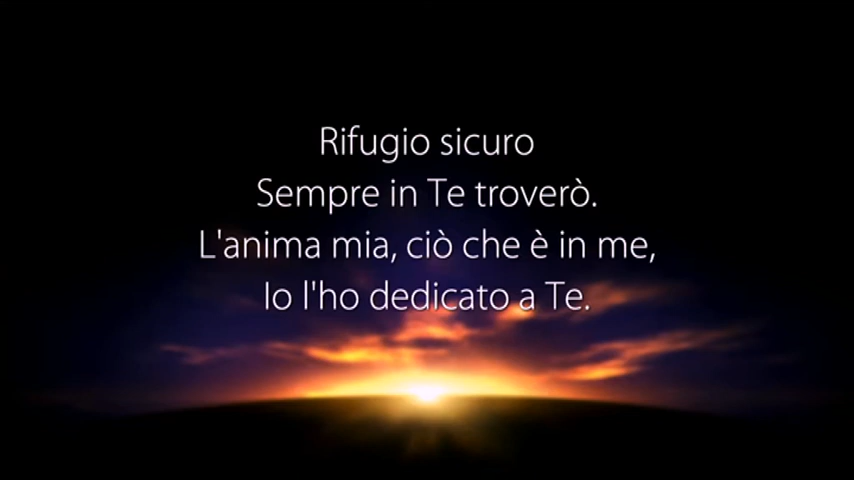 Rifugio sicuro
Sempre in Te troverò.
L'anima mia, ciò che è in me,
Io l'ho dedicato a Te.